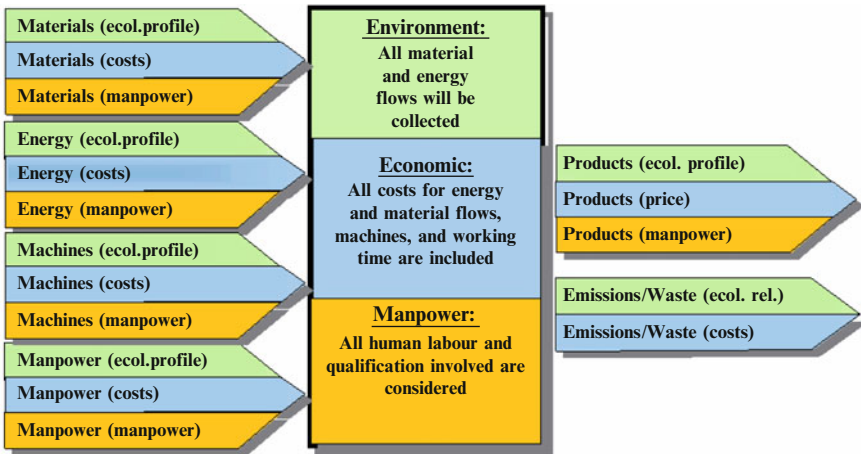 Materials (ecol.profile)
Materials (costs)
Materials (manpower)
Energy (ecol.profile)
Energy (costs)
Energy (manpower)
Machines (ecol.profile)
Machines (costs)
Machines (manpower)
Manpower (ecol.profile)
Manpower (costs)
Manpower (manpower)
Environment:
All material
and energy
flows will be
collected
Economic:
All costs for energy
and material flows,
machines, and working
time are included
Manpower:
All human labour and
qualification involved are
considered
Products (ecol. profile)
Products (price)
Products (manpower)
Emissions/Waste (ecol. rel.)
Emissions/Waste (costs)